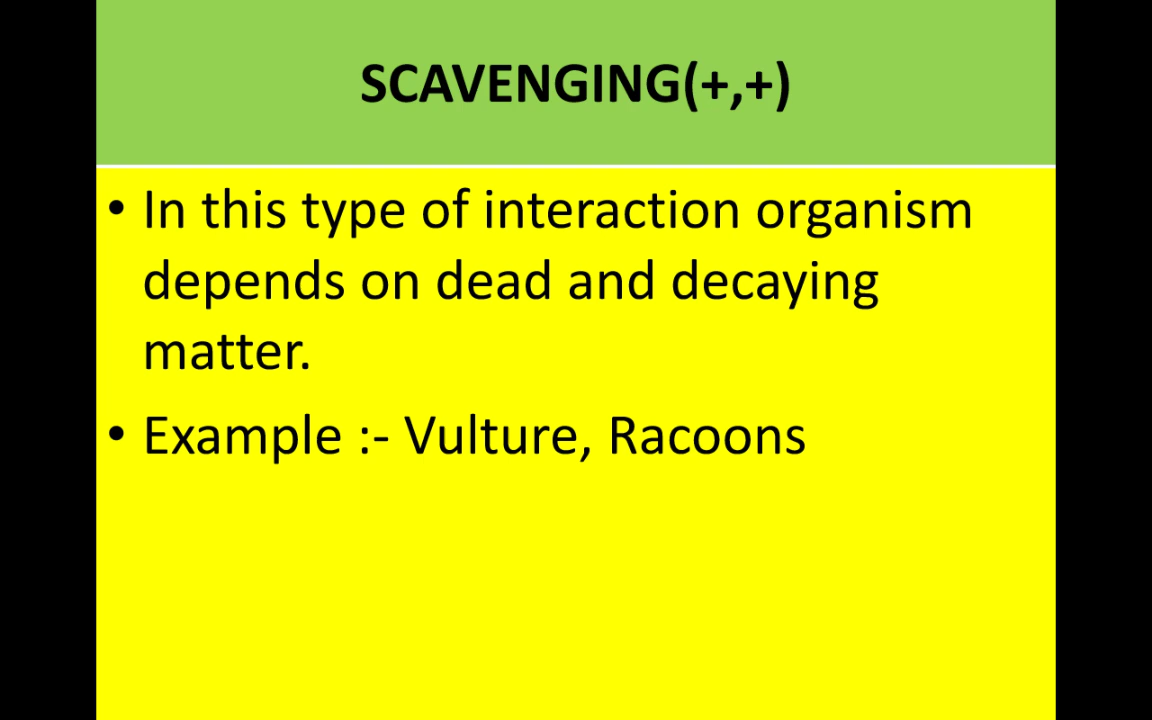 SCAVENGING(+,+)
• In this type of interaction organism
depends on dead and decaying
matter.
• Example :- Vulture, Racoons